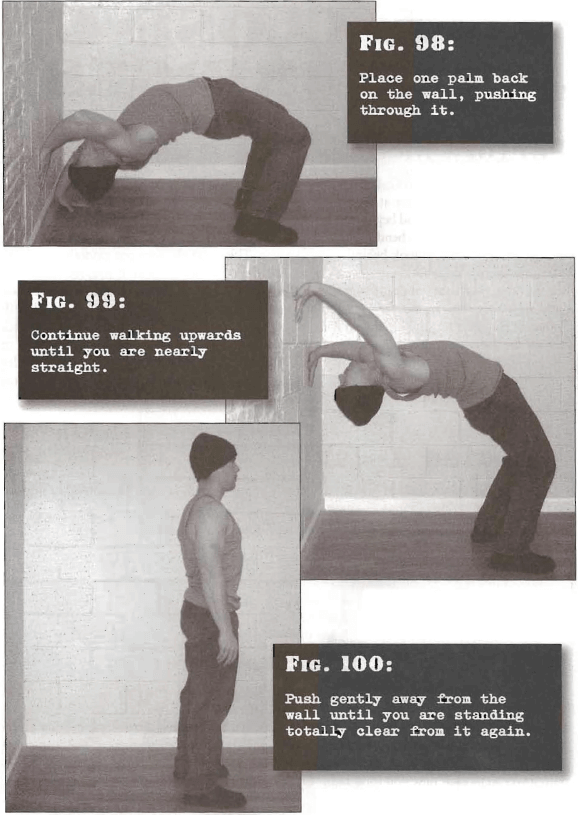 FIG. 98:
Place one palm back
on the wall, pushing
through it.
FIG. 99:
Continue walking upwards
until you are nearly
straight.
FIG. 100:
Push gently away from the
wall until you are standing
totally clear from it again.